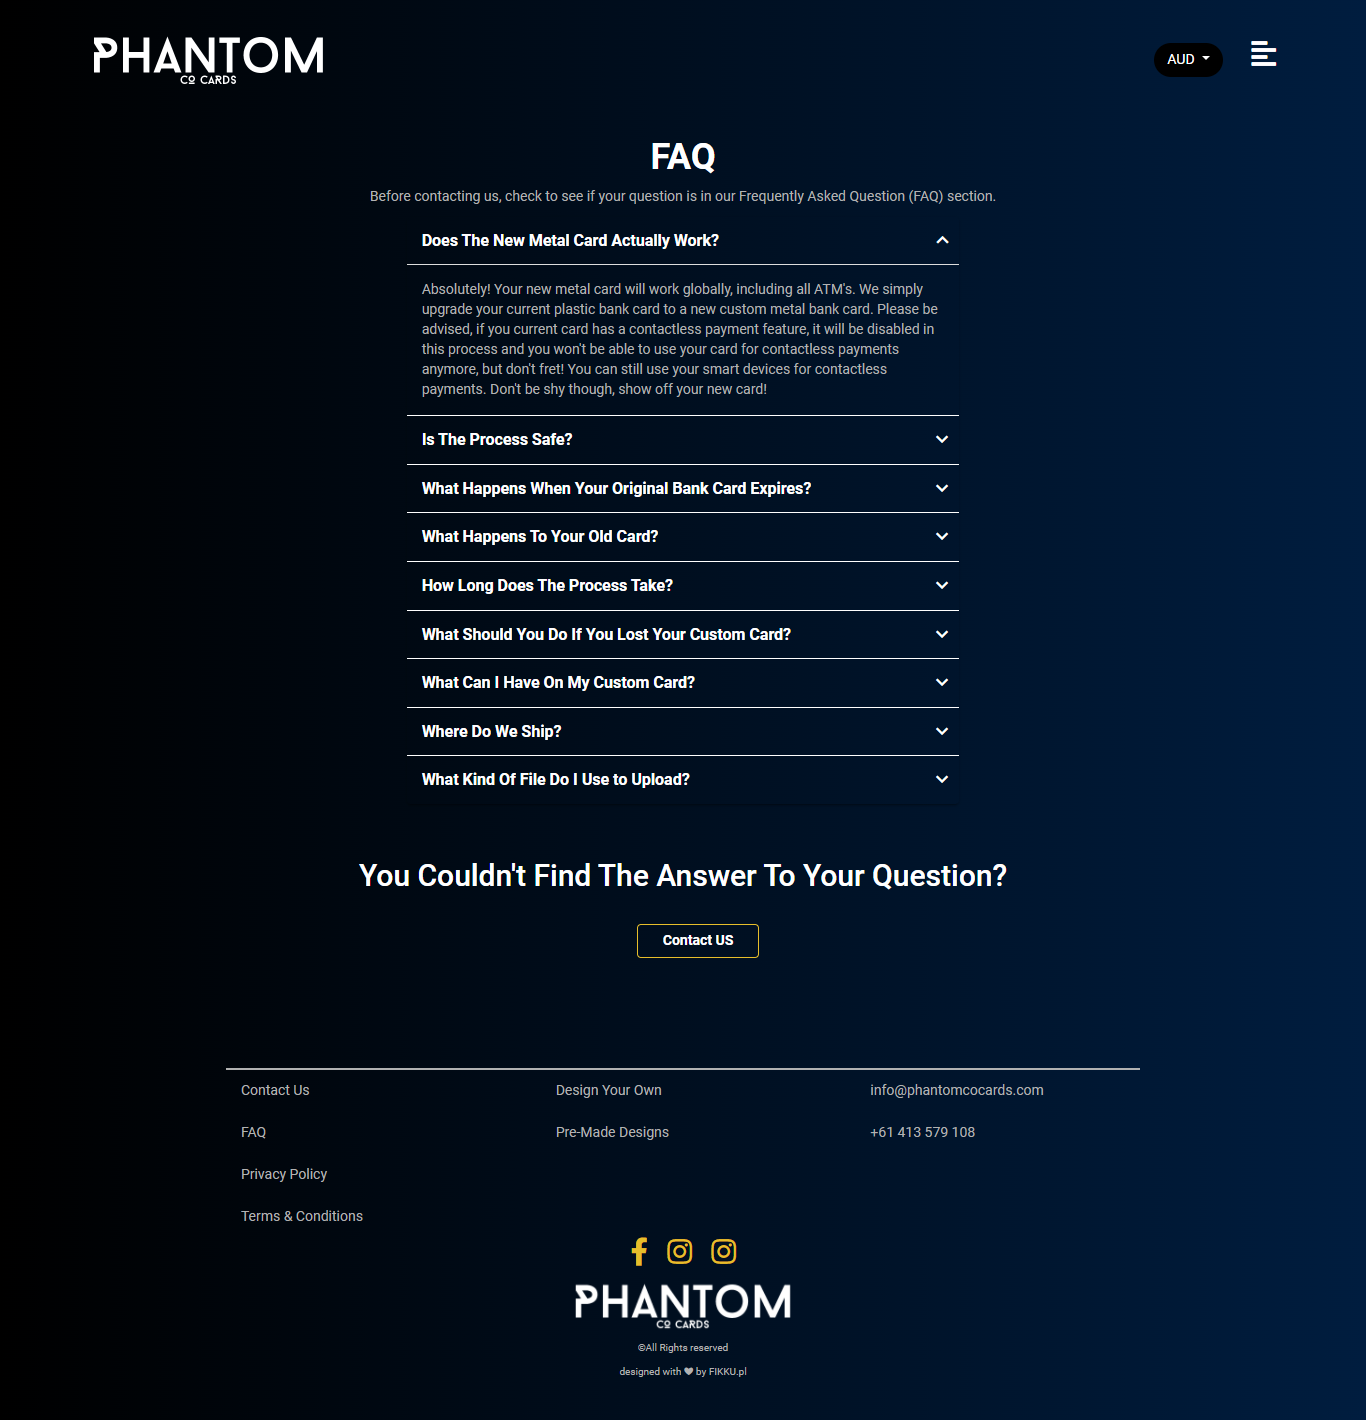 PHANTOM
CO CARDS
AUD
FAQ
Before contacting us, check to see if your question is in our Frequently Asked Question (FAQ) section.
Does The New Metal Card Actually Work?
Absolutely! Your new metal card will work globally, including all ATM's. We simply
upgrade your current plastic bank card to a new custom metal bank card. Please be
advised, if you current card has a contactless payment feature, it will be disabled in
this process and you won't be able to use your card for contactless payments
anymore, but don't fret! You can still use your smart devices for contactless
payments. Don't be shy though, show off your new card!
Is The Process Safe?
What Happens When Your Original Bank Card Expires?
What Happens To Your Old Card?
How Long Does The Process Take?
What Should You Do If You Lost Your Custom Card?
What Can I Have On My Custom Card?
Where Do We Ship?
What Kind Of File Do I Use to Upload?
You Couldn't Find The Answer To Your Question?
Contact US
Contact Us
FAQ
Privacy Policy
Terms & Conditions
Design Your Own
Pre-Made Designs
info@phantomcocards.com
+61 413 579 108
PHANTOM
CO CARDS
©All Rights reserved
designed with ❤ by FIKKU.pl